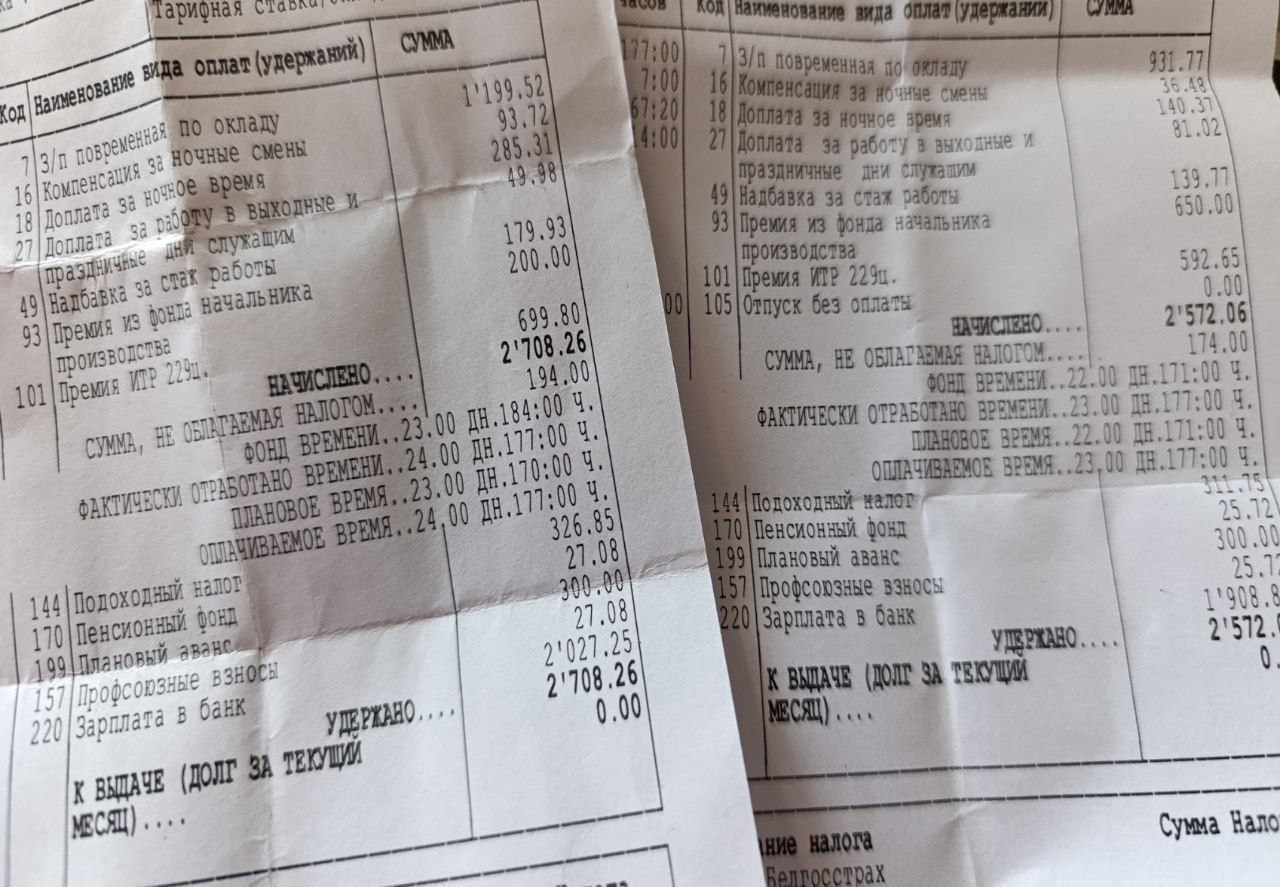 Тарифная
Код Наименование вида оплат(удержаний) СУММА
7 З/п повременная по окладу 1'199.52
16 Компенсация за ночные смены 93.72
18 Доплата за ночное время 285.31
27 Доплата за работу в выходные и 49.98
праздничные дни служащим
49 Надбавка за стаж работы 179.93
93 Премия из фонда начальника 200.00
производства
101 Премия ИТР 229ц. 699.80
НАЧИСЛЕНО.... 2'708.26
СУММА, НЕ ОБЛАГАЕМАЯ НАЛОГОМ.... 194.00
ФОНД ВРЕМЕНИ..23.00 ДН.184:00 Ч.
ФАКТИЧЕСКИ ОТРАБОТАНО ВРЕМЕНИ..24.00 ДН.177:00 Ч.
ПЛАНОВОЕ ВРЕМЯ..23.00 ДН.170:00 Ч.
ОПЛАЧИВАЕМОЕ ВРЕМЯ..24.00 ДН.177:00 Ч.
144 Подоходный налог 326.85
170 Пенсионный фонд 27.08
199 Плановый аванс 300.00
157 Профсоюзные взносы 27.08
220 Зарплата в банк 2'027.25
УДЕРЖАНО.... 2'708.26
К ВЫДАЧЕ (ДОЛГ ЗА ТЕКУЩИЙ 0.00
МЕСЯЦ)....
часов Код Наименование вида оплат(удержаний) СУММА
177:00 7 З/п повременная по окладу 931.77
7:00 16 Компенсация за ночные смены 36.48
67:20 18 Доплата за ночное время 140.37
4:00 27 Доплата за работу в выходные и 81.02
праздничные дни служащим
49 Надбавка за стаж работы 139.77
93 Премия из фонда начальника 650.00
производства
101 Премия ИТР 229ц. 592.65
00 105 Отпуск без оплаты 0.00
НАЧИСЛЕНО.... 2'572.06
СУММА, НЕ ОБЛАГАЕМАЯ НАЛОГОМ.... 174.00
ФОНД ВРЕМЕНИ..22.00 ДН.171:00 Ч.
ФАКТИЧЕСКИ ОТРАБОТАНО ВРЕМЕНИ..23.00 ДН.177:00 Ч.
ПЛАНОВОЕ ВРЕМЯ..22.00 ДН.171:00 Ч.
ОПЛАЧИВАЕМОЕ ВРЕМЯ..23.00 ДН.177:00 Ч.
144 Подоходный налог 311.75
170 Пенсионный фонд 25.72
199 Плановый аванс 300.00
157 Профсоюзные взносы 25.72
220 Зарплата в банк 1'908.8
УДЕРЖАНО.... 2'572.
К ВЫДАЧЕ (ДОЛГ ЗА ТЕКУЩИЙ 0.
МЕСЯЦ)....
ание налога Сумма Нало
Белгосстрах